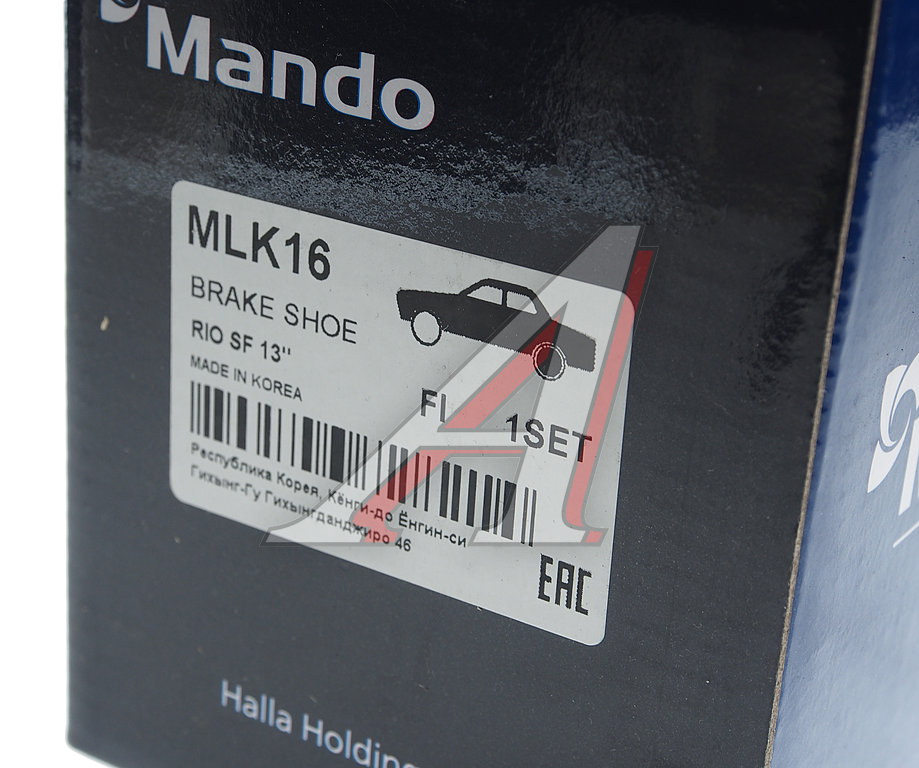 Mando
MLK16
BRAKE SHOE
RIO SF 13"
MADE IN KOREA
1SET
Республика Корея, Кёнги-до Ёнгин-си
Гихынг-Гу Гихынгданджиро 46
EAC
Halla Holding